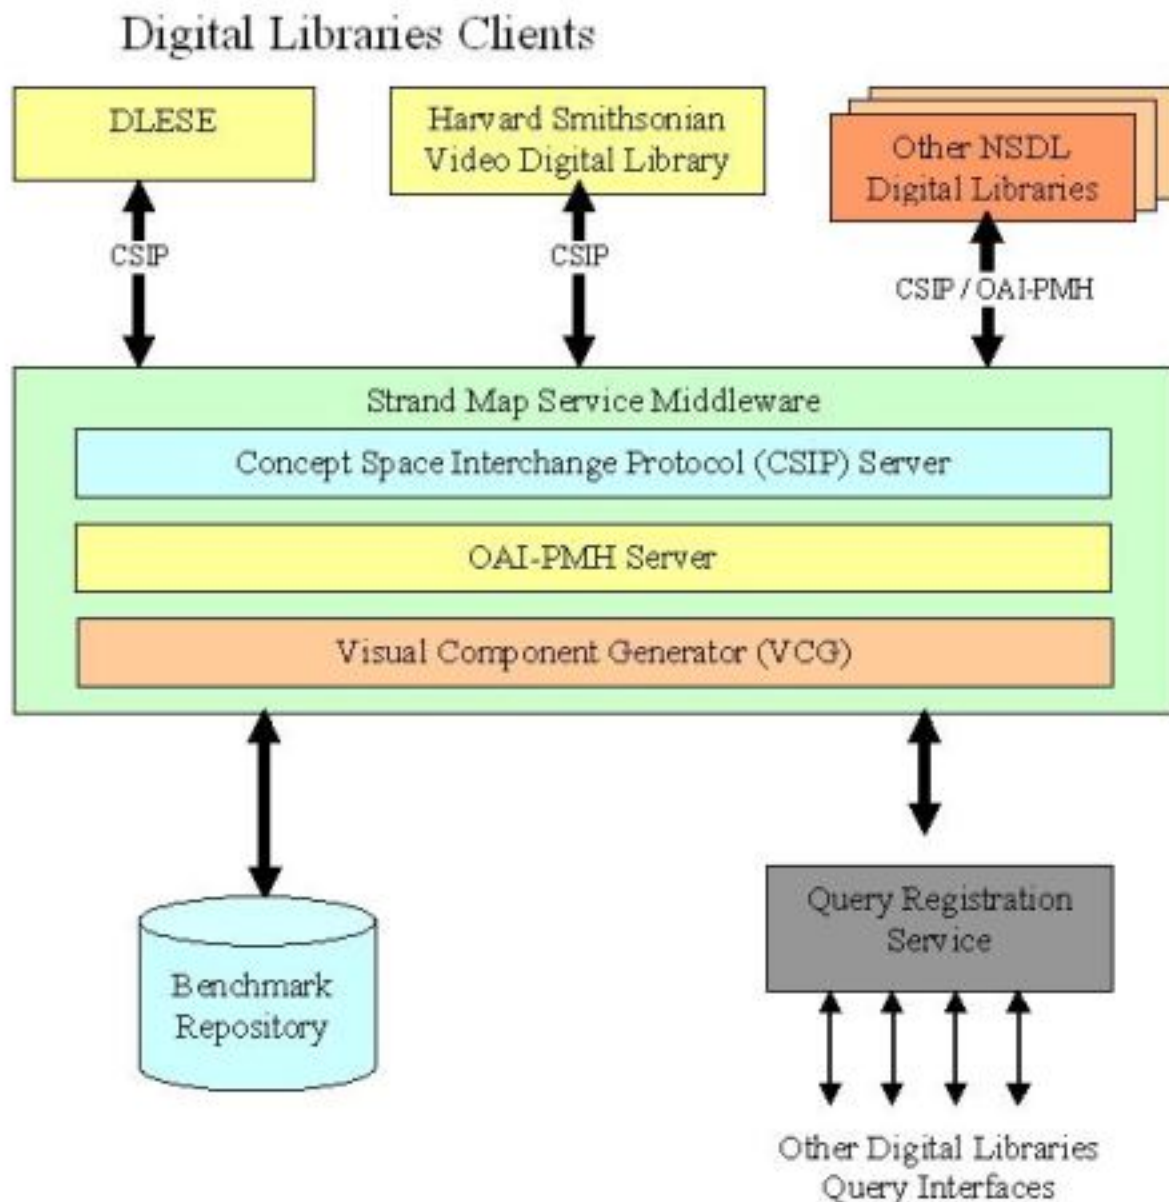 Digital Libraries Clients
DLESE
Harvard Smithsonian
Video Digital Library
Other NSDL
Digital Libraries
CSIP
CSIP
CSIP / OAI-PMH
Strand Map Service Middleware
Concept Space Interchange Protocol (CSIP) Server
OAI-PMH Server
Visual Component Generator (VCG)
Benchmark
Repository
Query Registration
Service
Other Digital Libraries
Query Interfaces